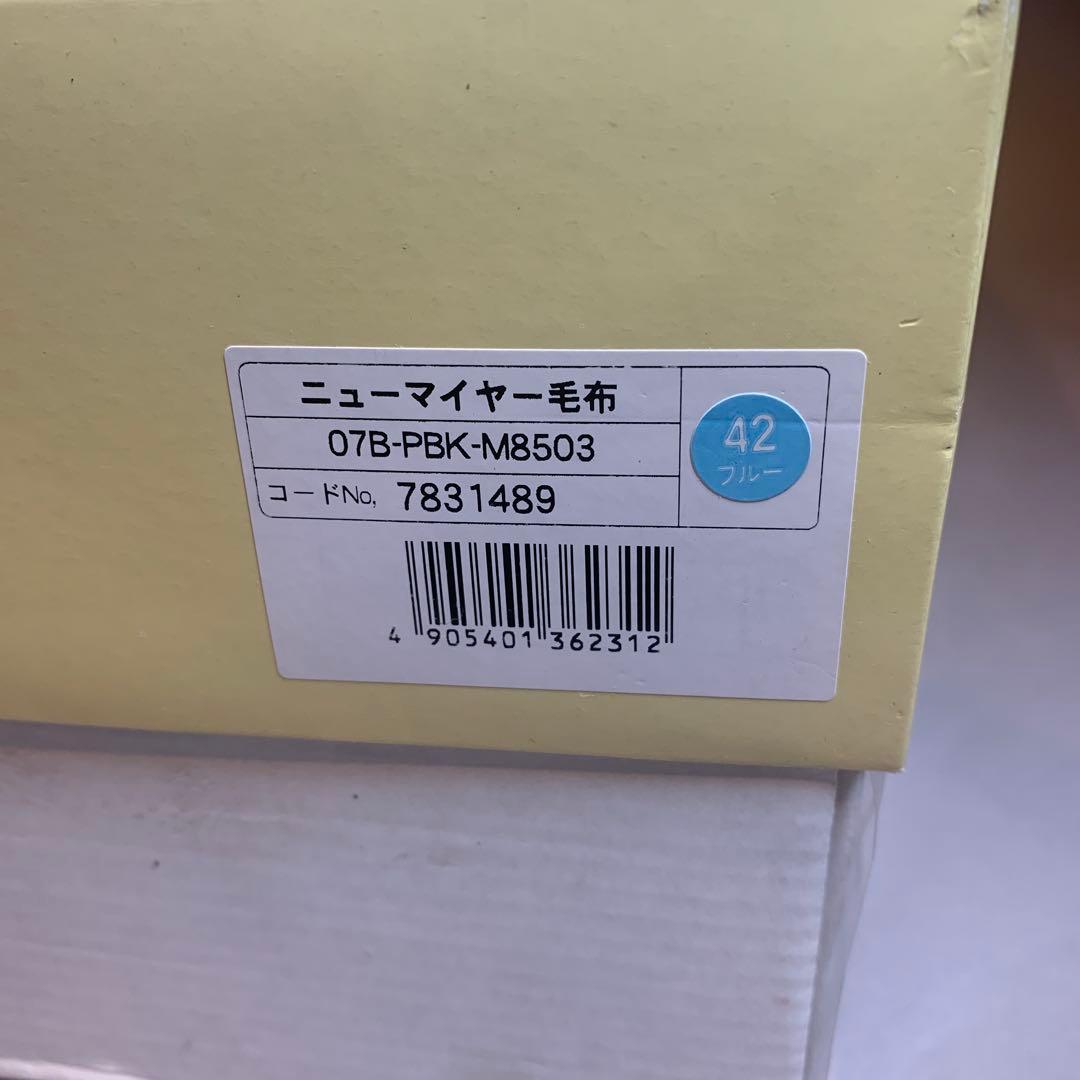 ニューマイヤー毛布
07B-PBK-M8503
コードNo, 7831489
42
ブルー
4 905401 362312